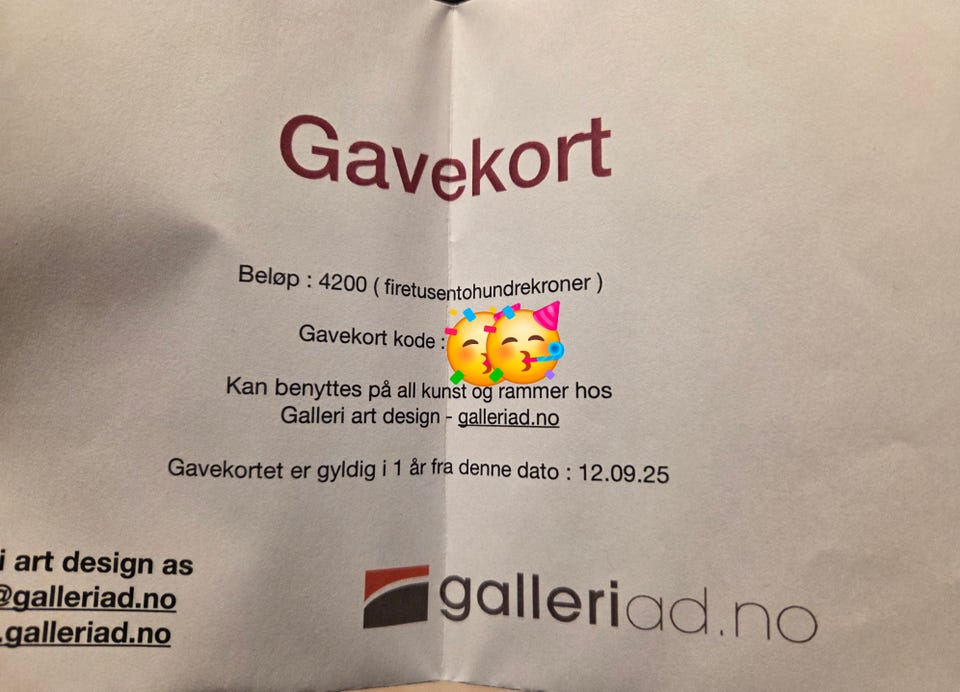 Gavekort
Beløp : 4200 ( firetusentohundrekroner )
Gavekort kode :
Kan benyttes på all kunst og rammer hos
Galleri art design - galleriad.no
Gavekortet er gyldig i 1 år fra denne dato : 12.09.25
i art design as
@galleriad.no
.galleriad.no
galleriad.no